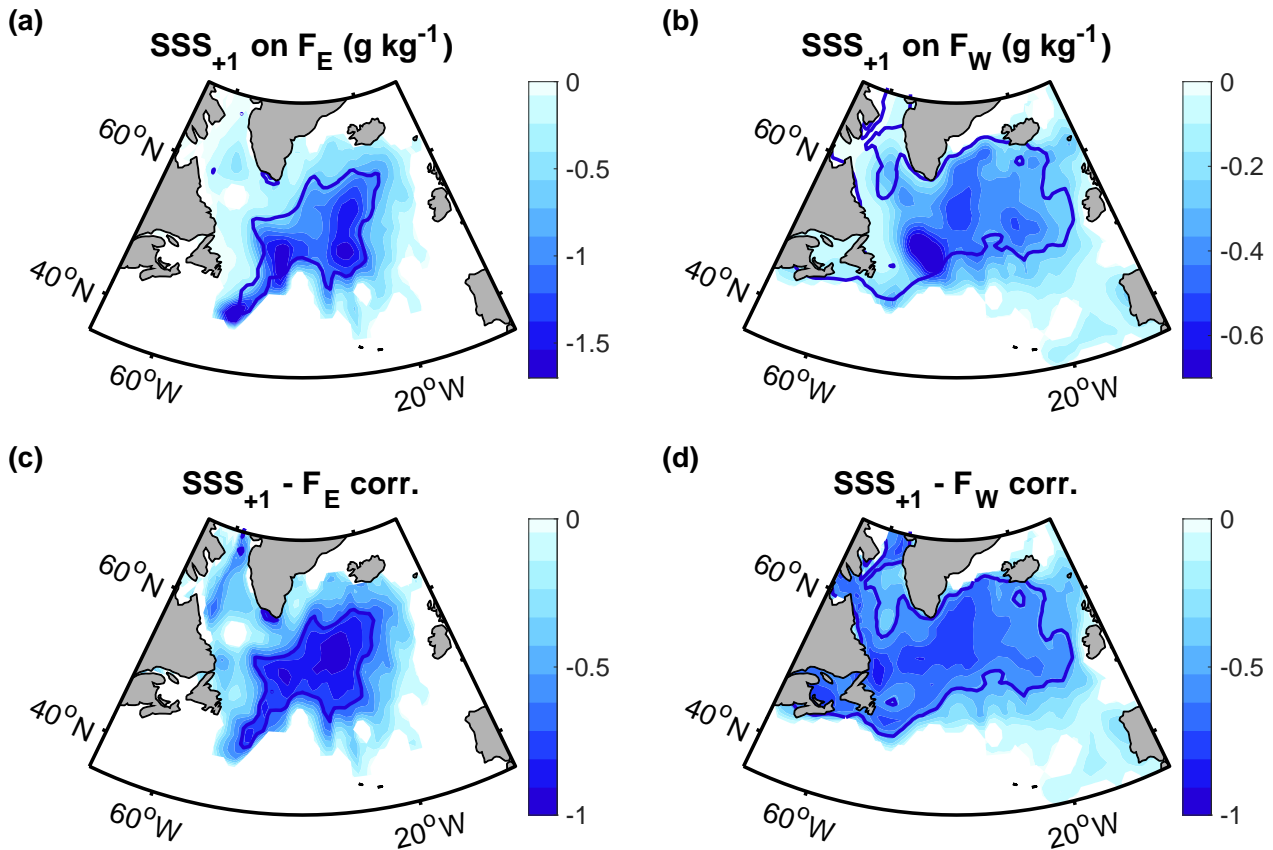 (a)
SSS+1 on FE (g kg-1)
60oN
40oN
60oW
20oW
0
-0.5
-1
-1.5
(b)
SSS+1 on FW (g kg-1)
60oN
40oN
60oW
20oW
0
-0.2
-0.4
-0.6
(c)
SSS+1 - FE corr.
60oN
40oN
60oW
20oW
0
-0.5
-1
(d)
SSS+1 - FW corr.
60oN
40oN
60oW
20oW
0
-0.5
-1